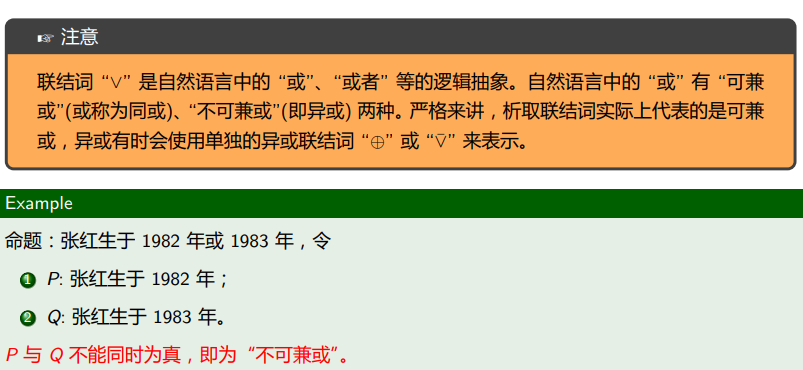 ☞ 注意
联结词 “∨” 是自然语言中的 “或”、“或者” 等的逻辑抽象。自然语言中的 “或” 有 “可兼
或”(或称为同或)、“不可兼或”(即异或) 两种。严格来讲，析取联结词实际上代表的是可兼
或，异或有时会使用单独的异或联结词 “⊕” 或 “∨̄” 来表示。
Example
命题：张红生于 1982 年或 1983 年，令
1 P: 张红生于 1982 年；
2 Q: 张红生于 1983 年。
P 与 Q 不能同时为真，即为 “不可兼或”。